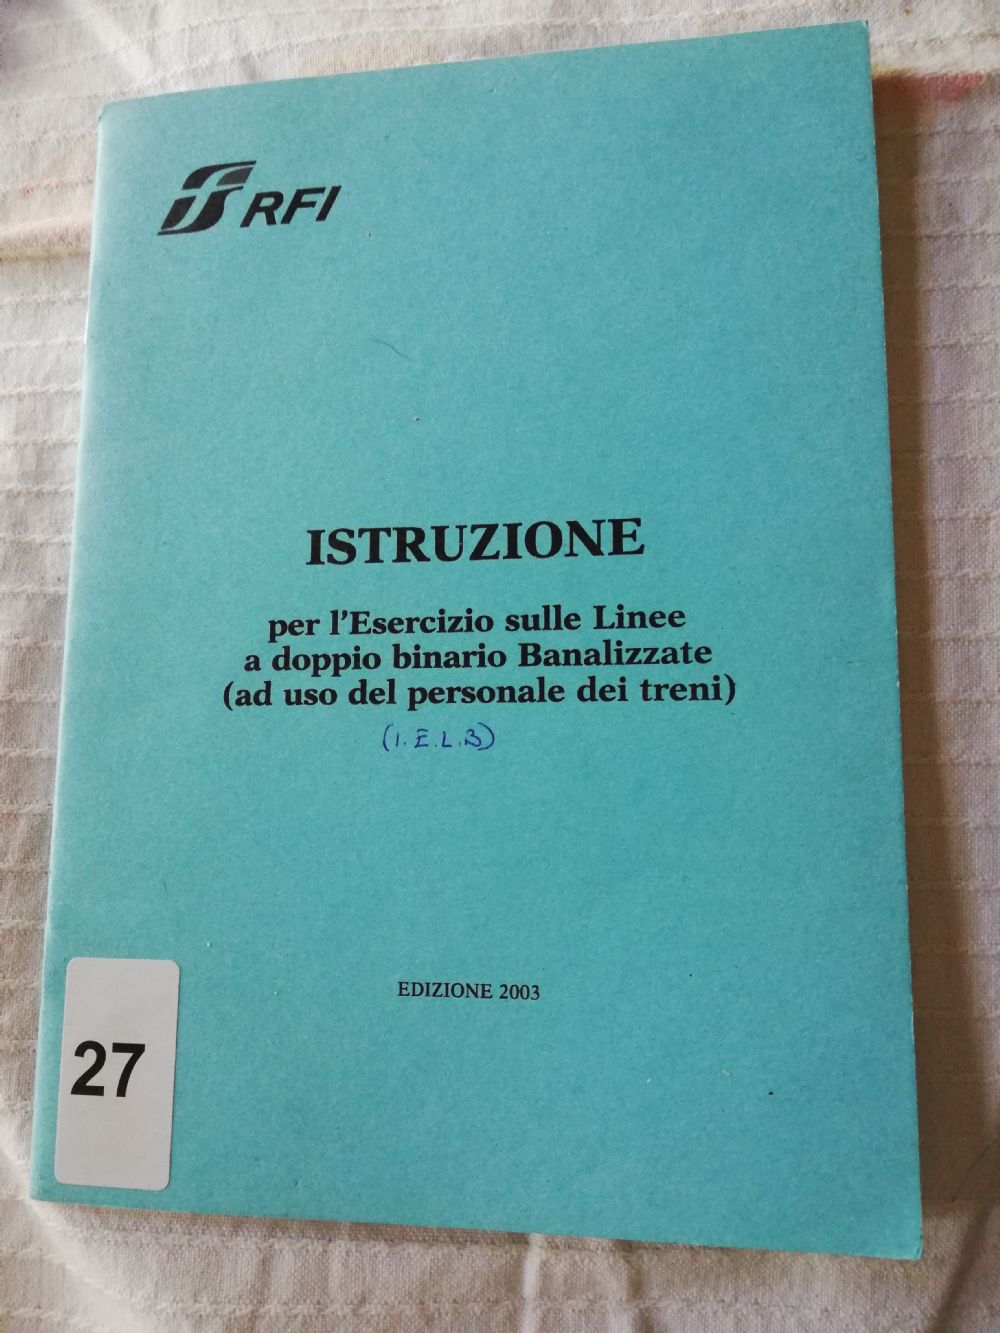 RFI
ISTRUZIONE
per l'Esercizio sulle Linee
a doppio binario Banalizzate
(ad uso del personale dei treni)
(I.E.L.B)
EDIZIONE 2003
27